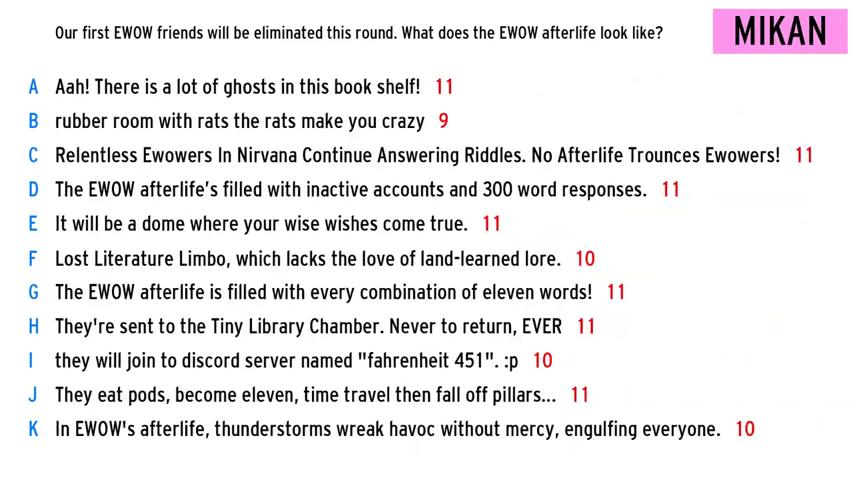 Our first EWOW friends will be eliminated this round. What does the EWOW afterlife look like?
MIKAN
A Aah! There is a lot of ghosts in this book shelf! 11
B rubber room with rats the rats make you crazy 9
C Relentless Ewowers In Nirvana Continue Answering Riddles. No Afterlife Trounces Ewowers! 11
D The EWOW afterlife's filled with inactive accounts and 300 word responses. 11
E It will be a dome where your wise wishes come true. 11
F Lost Literature Limbo, which lacks the love of land-learned lore. 10
G The EWOW afterlife is filled with every combination of eleven words! 11
H They're sent to the Tiny Library Chamber. Never to return, EVER 11
I they will join to discord server named "fahrenheit 451". :p 10
J They eat pods, become eleven, time travel then fall off pillars... 11
K In EWOW's afterlife, thunderstorms wreak havoc without mercy, engulfing everyone. 10